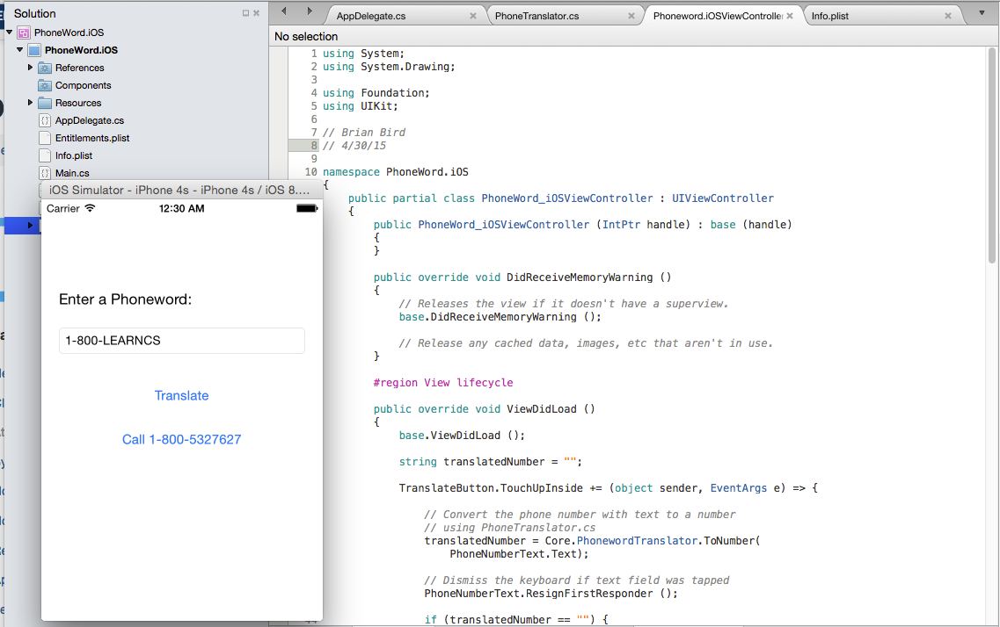 Solution
PhoneWord.iOS
PhoneWord.iOS
References
Components
Resources
AppDelegate.cs
Entitlements.plist
Info.plist
Main.cs
iOS Simulator - iPhone 4s - iPhone 4s / iOS 8....
Carrier 12:30 AM
Enter a Phoneword:
1-800-LEARNCS
Translate
Call 1-800-5327627
AppDelegate.cs PhoneTranslator.cs Phoneword.iOSViewController Info.plist
No selection
1 using System;
2 using System.Drawing;
3
4 using Foundation;
5 using UIKit;
6
7 // Brian Bird
8 // 4/30/15
9
10 namespace PhoneWord.iOS
{
public partial class PhoneWord_iOSViewController : UIViewController
{
public PhoneWord_iOSViewController (IntPtr handle) : base (handle)
{
}
public override void DidReceiveMemoryWarning ()
{
// Releases the view if it doesn't have a superview.
base.DidReceiveMemoryWarning ();
// Release any cached data, images, etc that aren't in use.
}
#region View lifecycle
public override void ViewDidLoad ()
{
base.ViewDidLoad ();
string translatedNumber = "";
TranslateButton.TouchUpInside += (object sender, EventArgs e) => {
// Convert the phone number with text to a number
// using PhoneTranslator.cs
translatedNumber = Core.PhonewordTranslator.ToNumber(
PhoneNumberText.Text);
// Dismiss the keyboard if text field was tapped
PhoneNumberText.ResignFirstResponder ();
if (translatedNumber == "") {